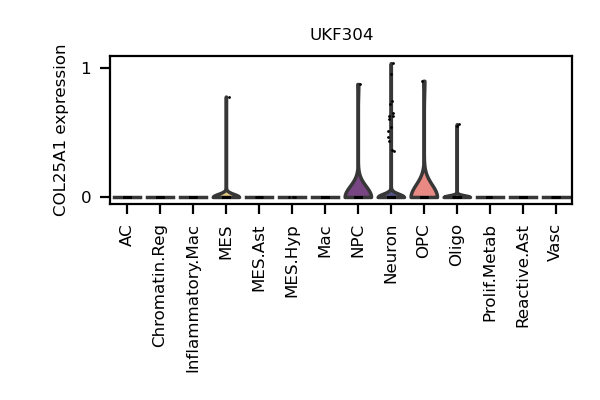 UKF304
COL25A1 expression
1
0
AC
Chromatin.Reg
Inflammatory.Mac
MES
MES.Ast
MES.Hyp
Mac
NPC
Neuron
OPC
Oligo
Prolif.Metab
Reactive.Ast
Vasc